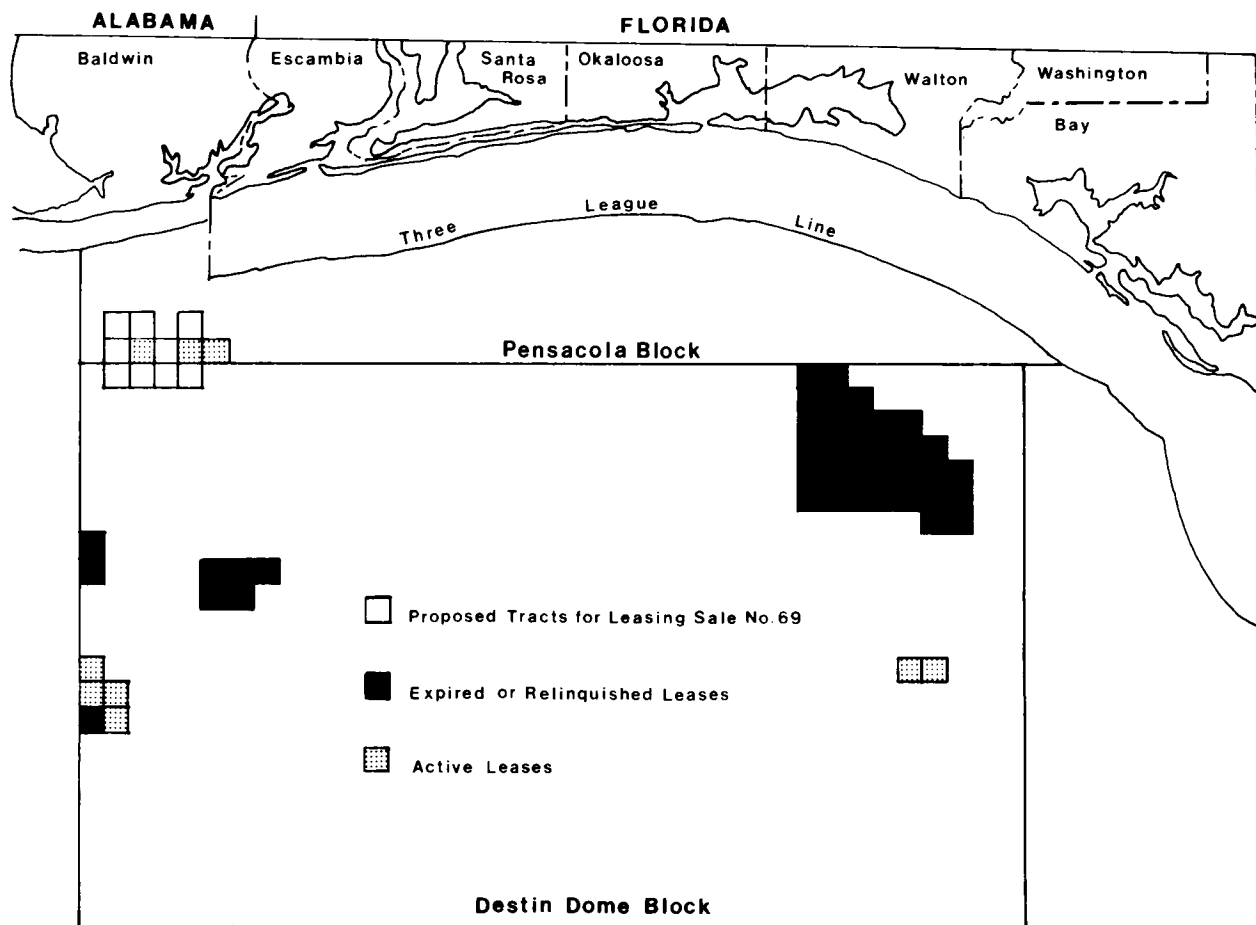 ALABAMA
FLORIDA
Baldwin
Escambia
Santa
Rosa
Okaloosa
Walton
Washington
Bay
Three League Line
Pensacola Block
Proposed Tracts for Leasing Sale No. 69
Expired or Relinquished Leases
Active Leases
Destin Dome Block